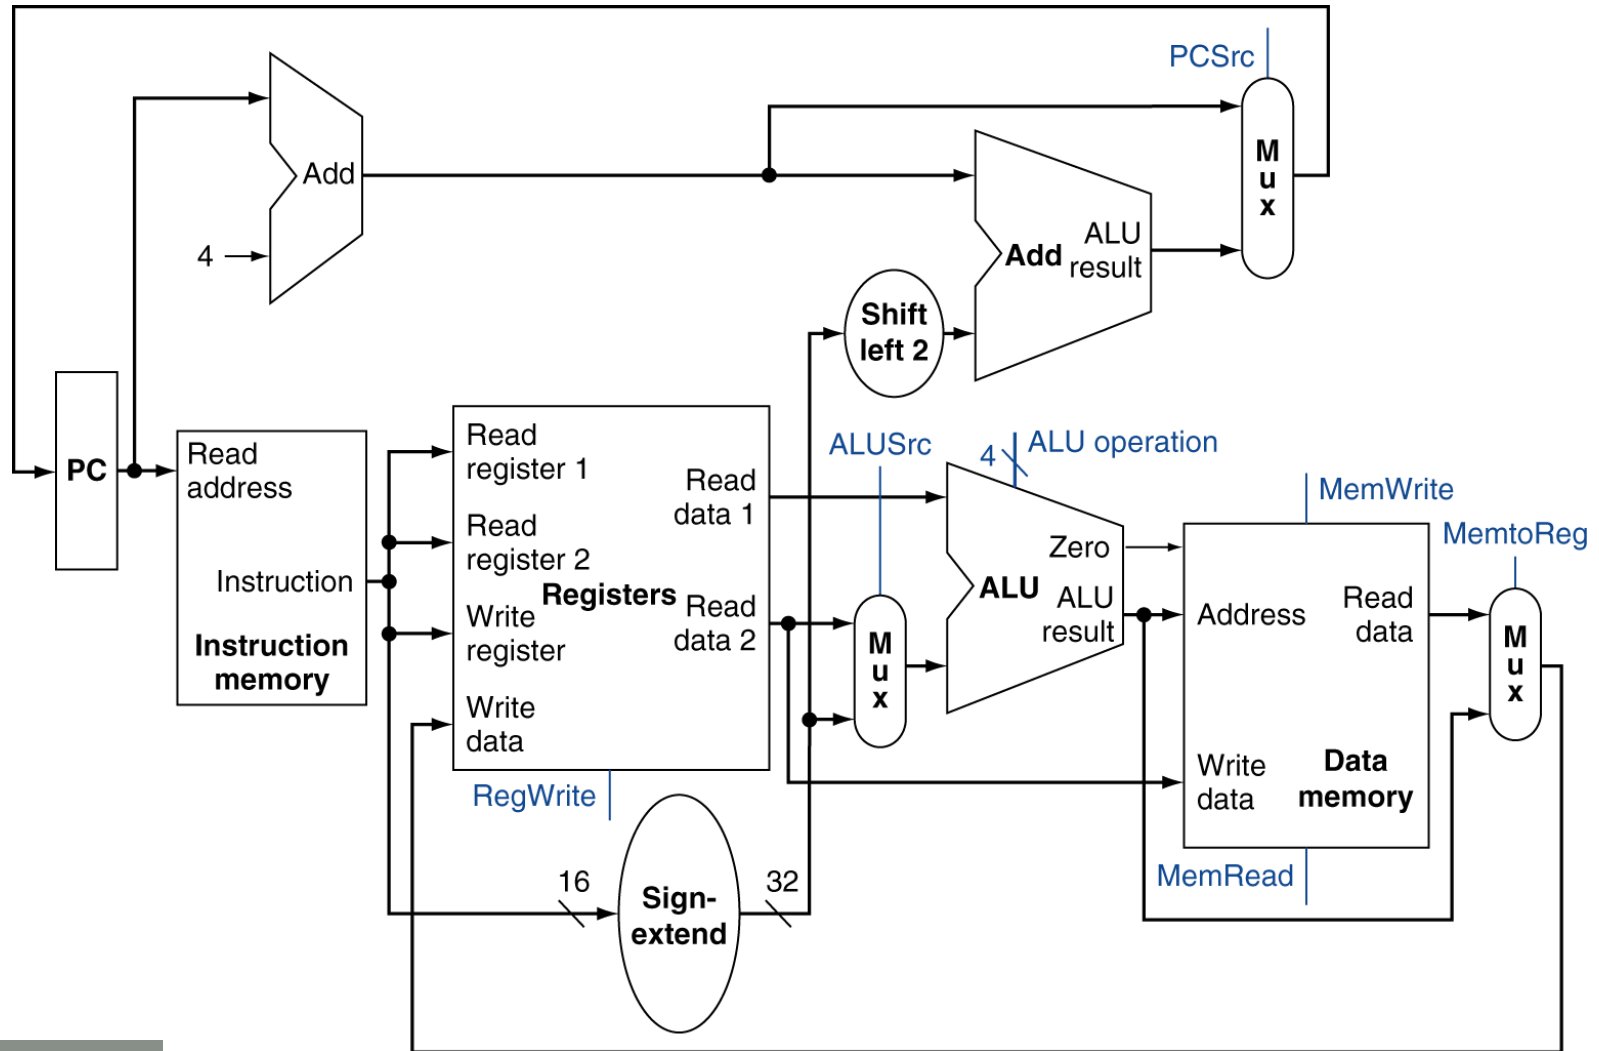 PCSrc
M
u
x
Add
4
Add
ALU
result
Shift
left 2
PC
Read
address
Instruction
Instruction
memory
Read
register 1
Read
register 2
Write
register
Write
data
Registers
Read
data 1
Read
data 2
RegWrite
16
Sign-
extend
32
ALUSrc
M
u
x
4
ALU operation
Zero
ALU
ALU
result
MemWrite
Address
Read
data
Write
data
Data
memory
MemRead
MemtoReg
M
u
x